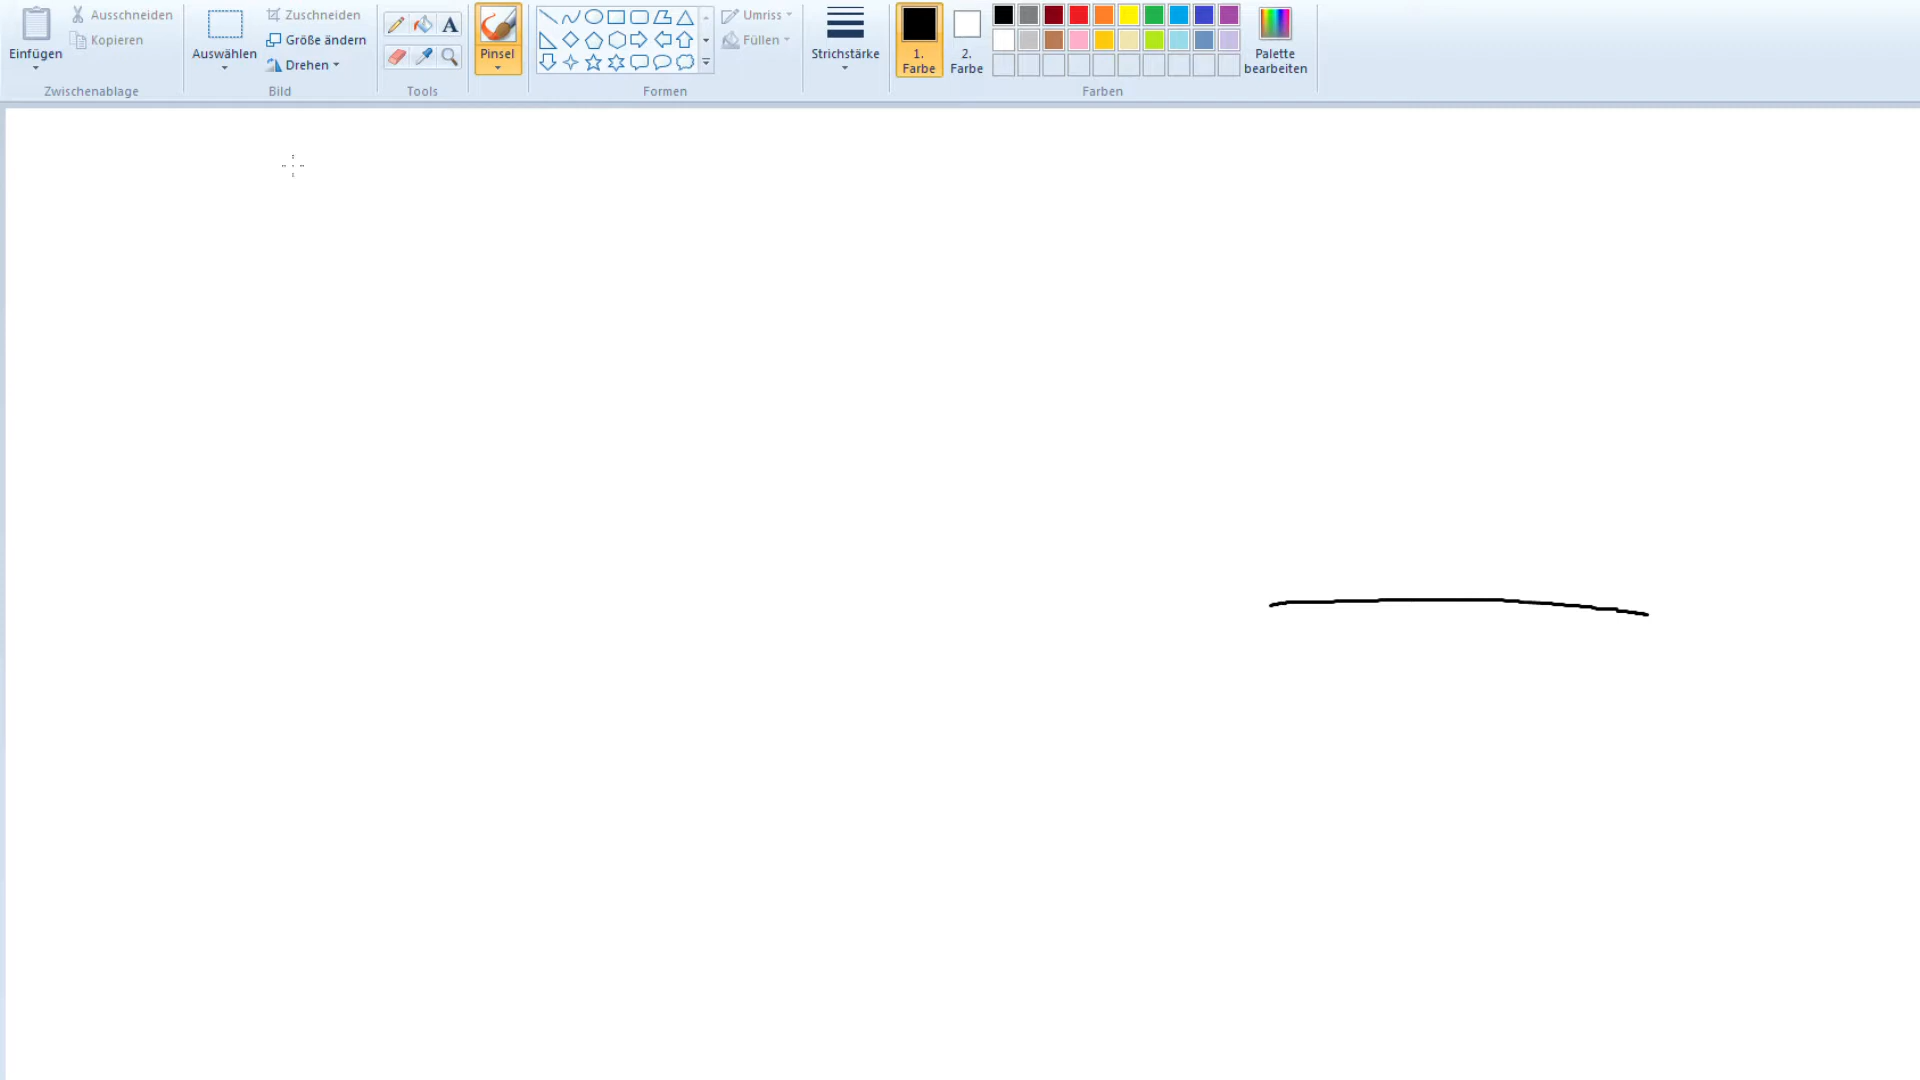 Einfügen
Ausschneiden
Kopieren
Zwischenablage
Auswählen
Zuschneiden
Größe ändern
Drehen
Bild
A
Tools
Pinsel
Formen
Umriss
Füllen
Strichstärke
1.
Farbe
2.
Farbe
Palette
bearbeiten
Farben